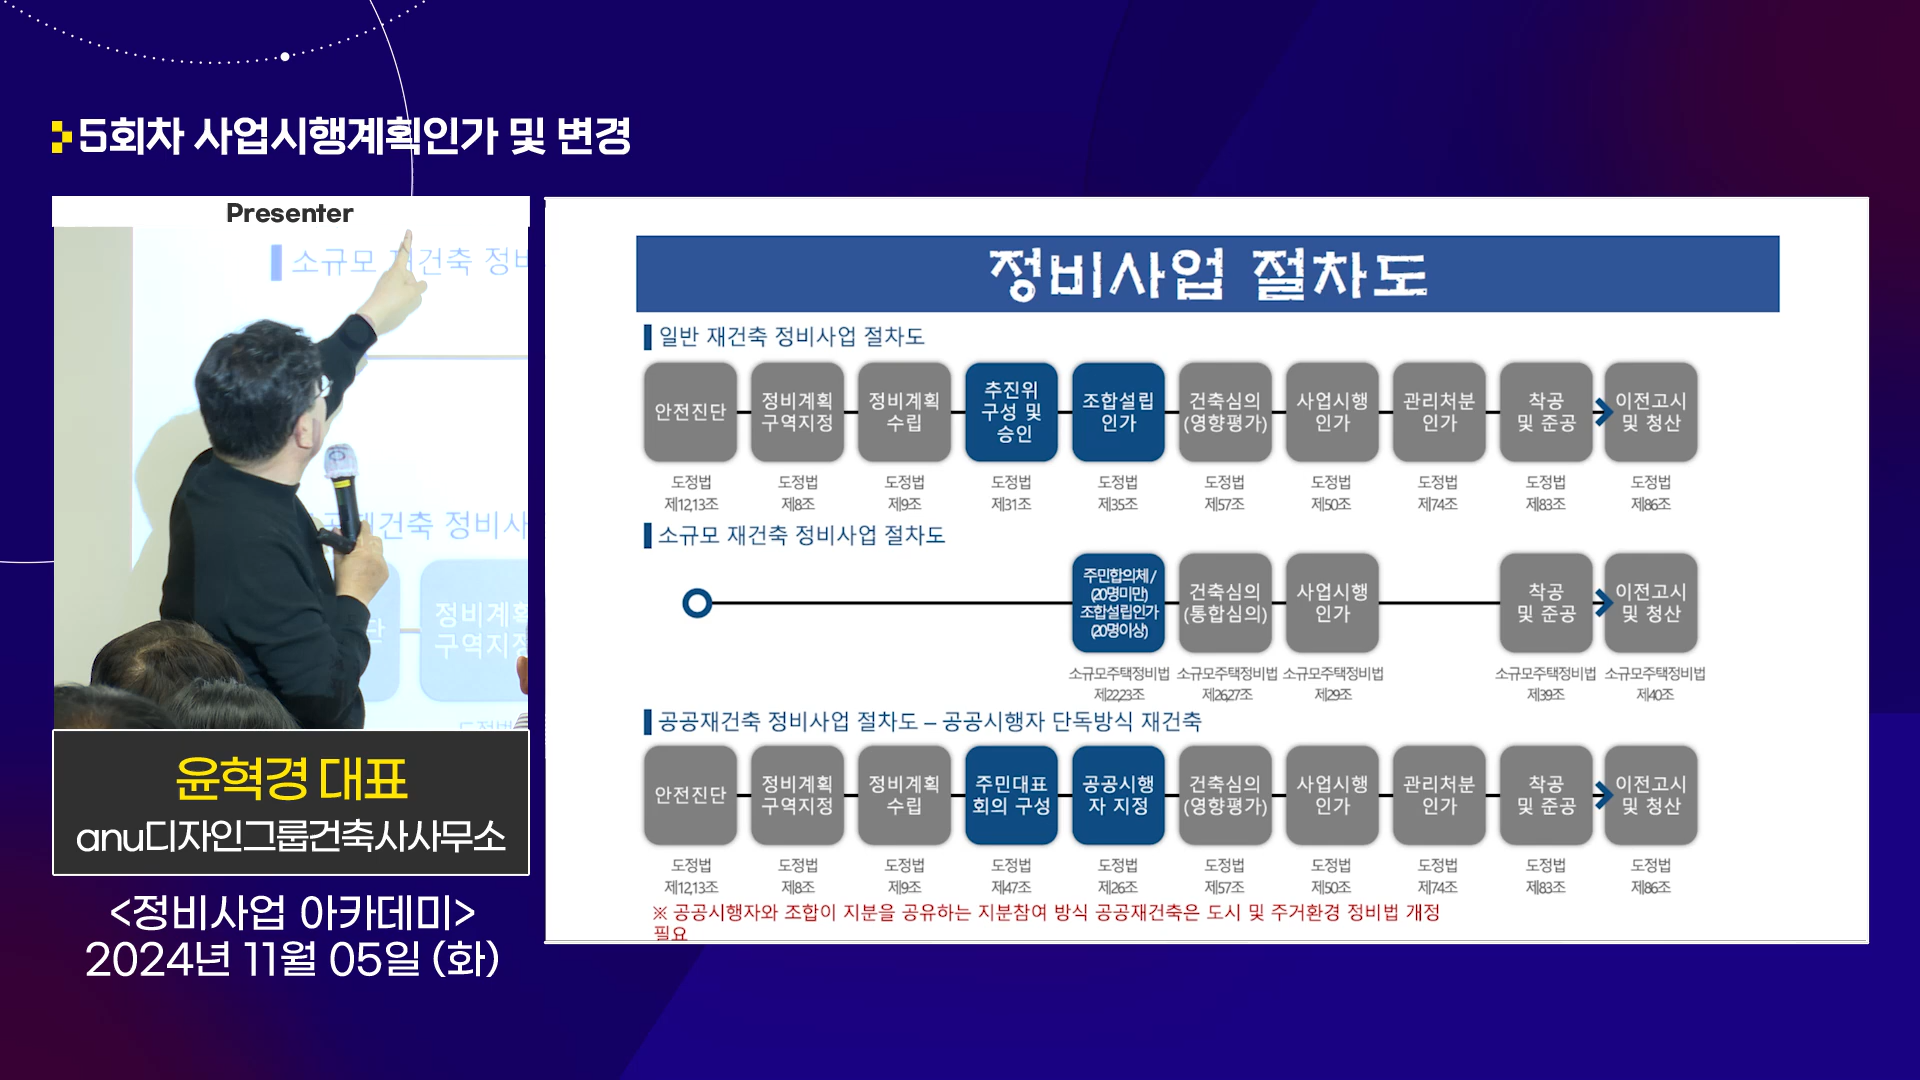 5회차 사업시행계획인가 및 변경
Presenter
소규모 재건축 정비
공재건축 정비사
단
정비계획
구역지정
도정법
윤혁경 대표
anu디자인그룹건축사사무소
<정비사업 아카데미>
2024년 11월 05일 (화)
정비사업 절차도
일반 재건축 정비사업 절차도
안전진단
정비계획
구역지정
정비계획
수립
추진위
구성 및
승인
조합설립
인가
건축심의
(영향평가)
사업시행
인가
관리처분
인가
착공
및 준공
이전고시
및 청산
도정법
제12,13조
도정법
제8조
도정법
제9조
도정법
제31조
도정법
제35조
도정법
제57조
도정법
제50조
도정법
제74조
도정법
제83조
도정법
제86조
소규모 재건축 정비사업 절차도
주민합의체/
(20명미만)
조합설립인가
(20명이상)
건축심의
(통합심의)
사업시행
인가
착공
및 준공
이전고시
및 청산
소규모주택정비법
제22,23조
소규모주택정비법
제26,27조
소규모주택정비법
제29조
소규모주택정비법
제39조
소규모주택정비법
제40조
공공재건축 정비사업 절차도 – 공공시행자 단독방식 재건축
안전진단
정비계획
구역지정
정비계획
수립
주민대표
회의 구성
공공시행
자 지정
건축심의
(영향평가)
사업시행
인가
관리처분
인가
착공
및 준공
이전고시
및 청산
도정법
제12,13조
도정법
제8조
도정법
제9조
도정법
제47조
도정법
제26조
도정법
제57조
도정법
제50조
도정법
제74조
도정법
제83조
도정법
제86조
※ 공공시행자와 조합이 지분을 공유하는 지분참여 방식 공공재건축은 도시 및 주거환경 정비법 개정
필요